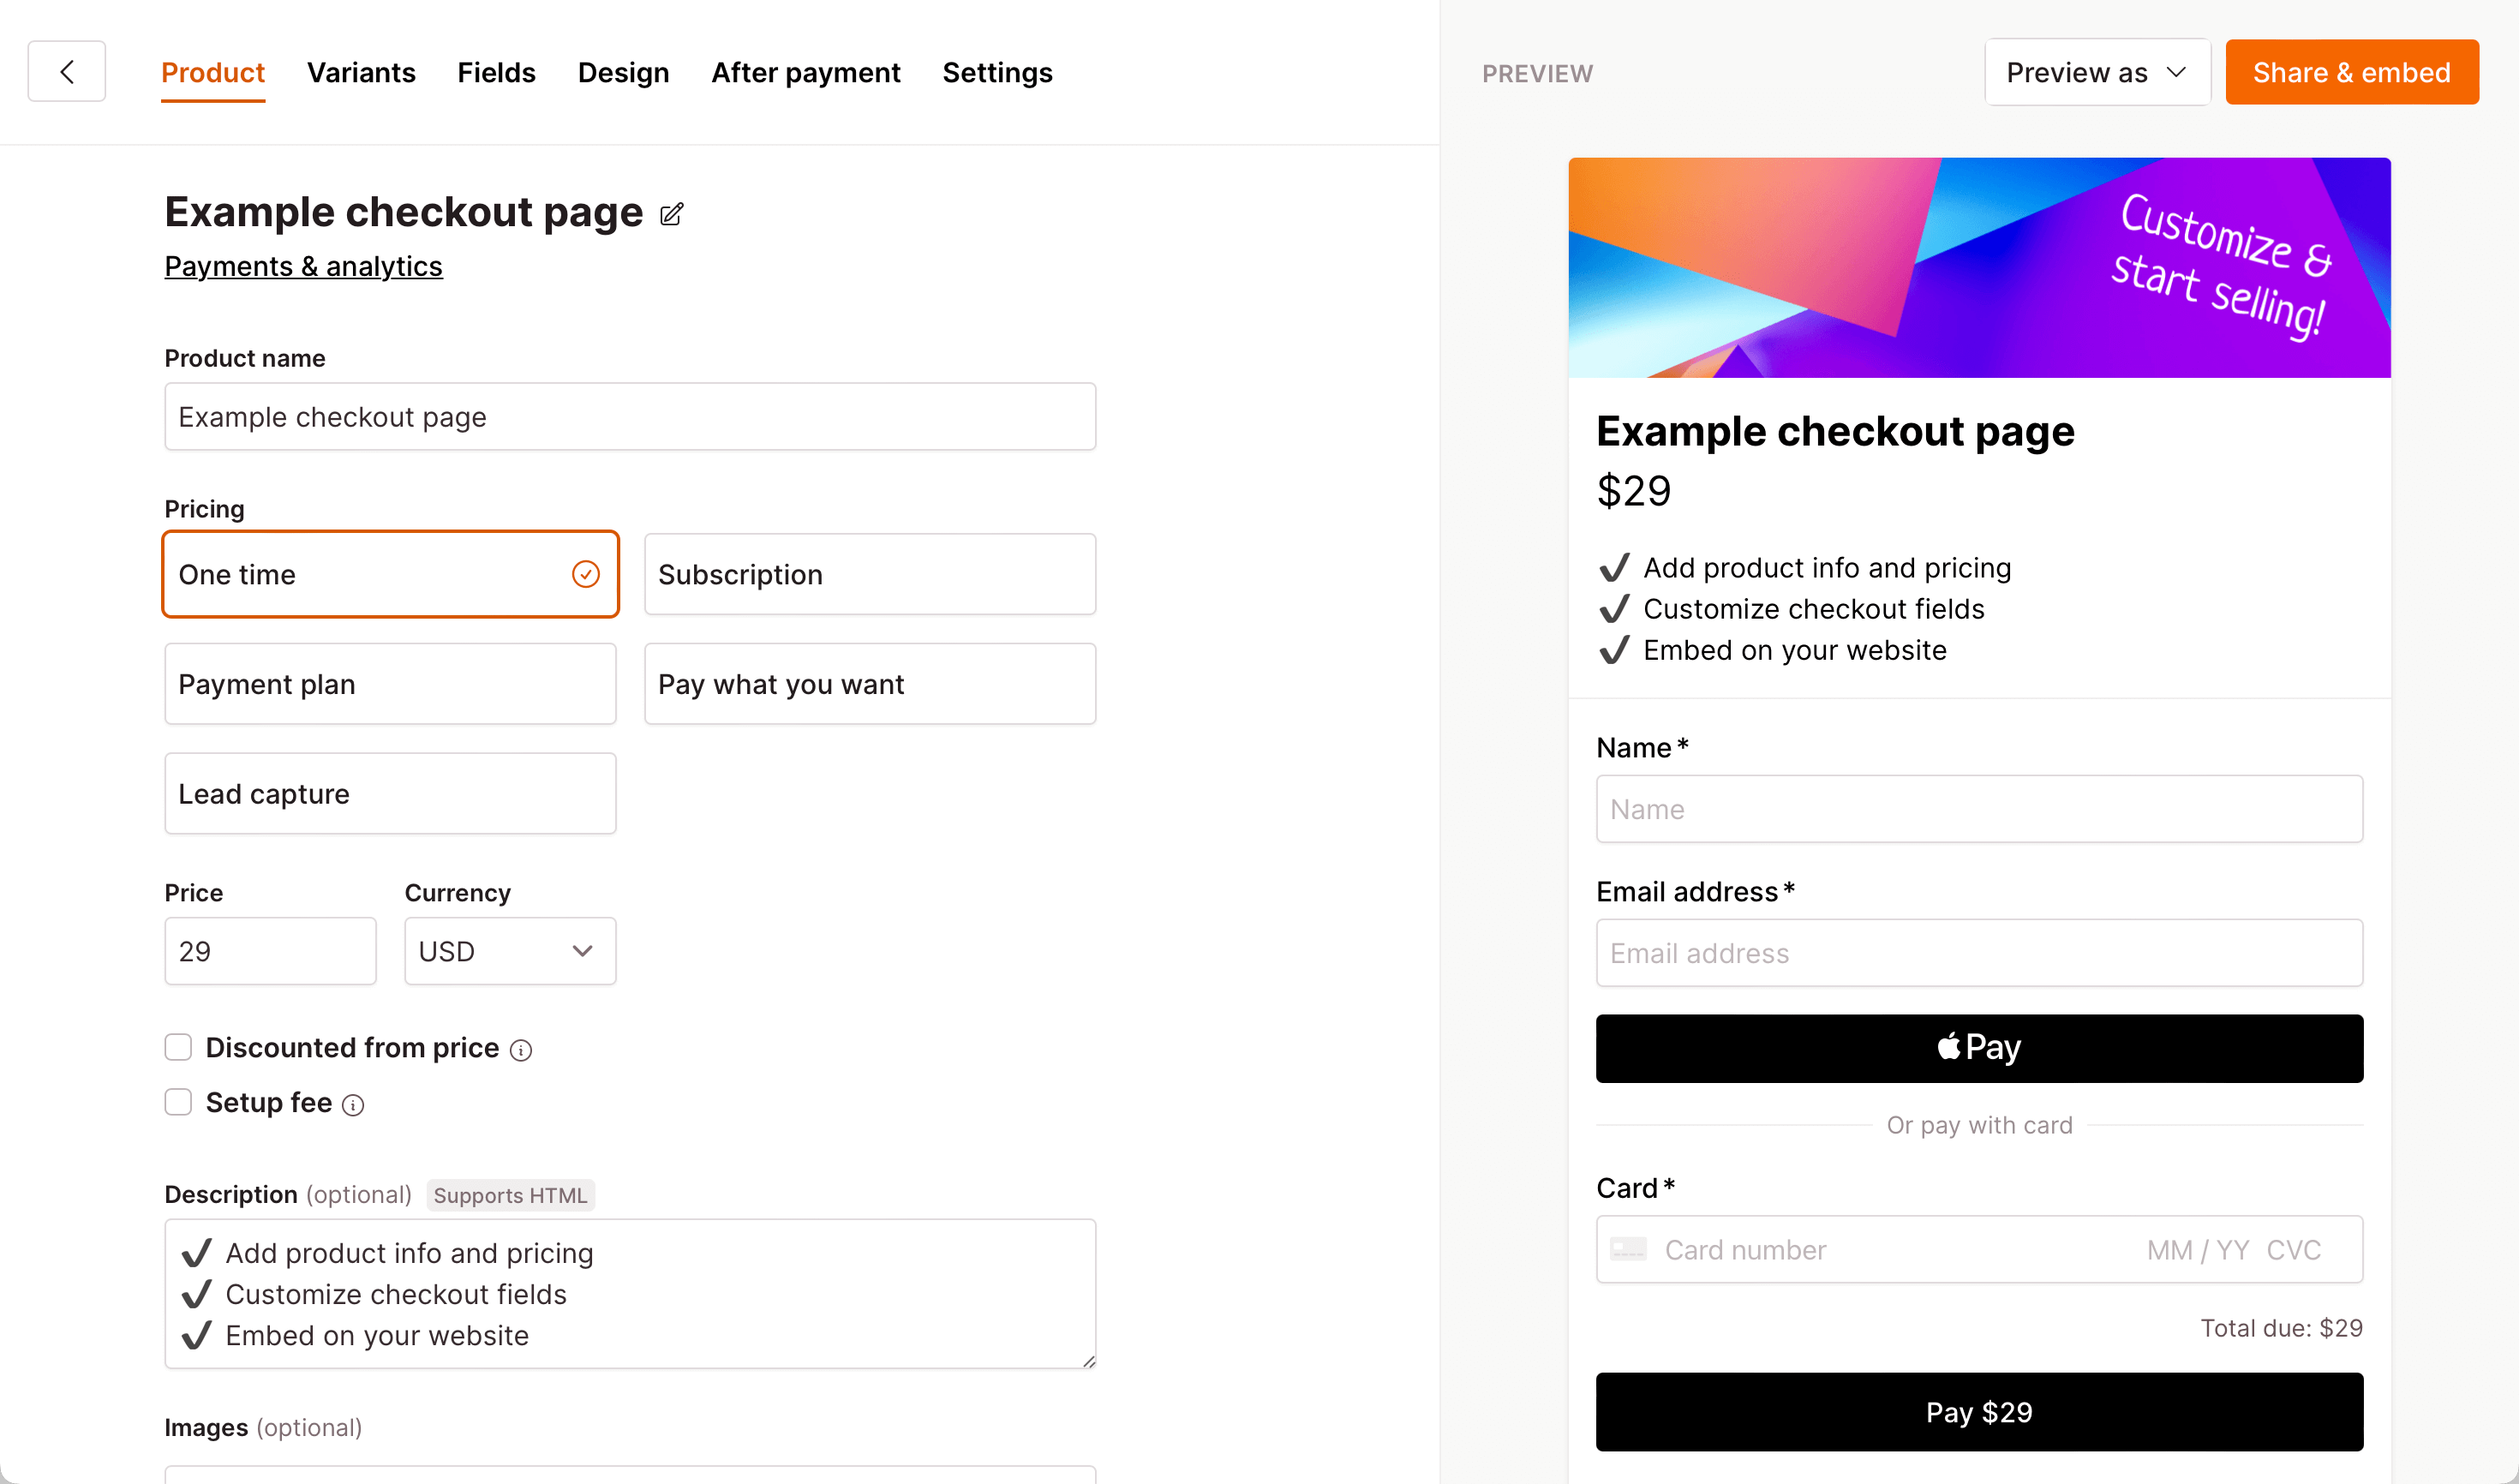 Product Variants Fields Design After payment Settings
PREVIEW Preview as Share & embed
Example checkout page
Payments & analytics
Product name
Example checkout page
Pricing
One time
Subscription
Payment plan
Pay what you want
Lead capture
Price Currency
29 USD
Discounted from price
Setup fee
Description (optional) Supports HTML
✔ Add product info and pricing
✔ Customize checkout fields
✔ Embed on your website
Images (optional)
Customize &
start selling!
Example checkout page
$29
✔ Add product info and pricing
✔ Customize checkout fields
✔ Embed on your website
Name*
Name
Email address*
Email address
Pay
Or pay with card
Card*
Card number MM / YY CVC
Total due: $29
Pay $29